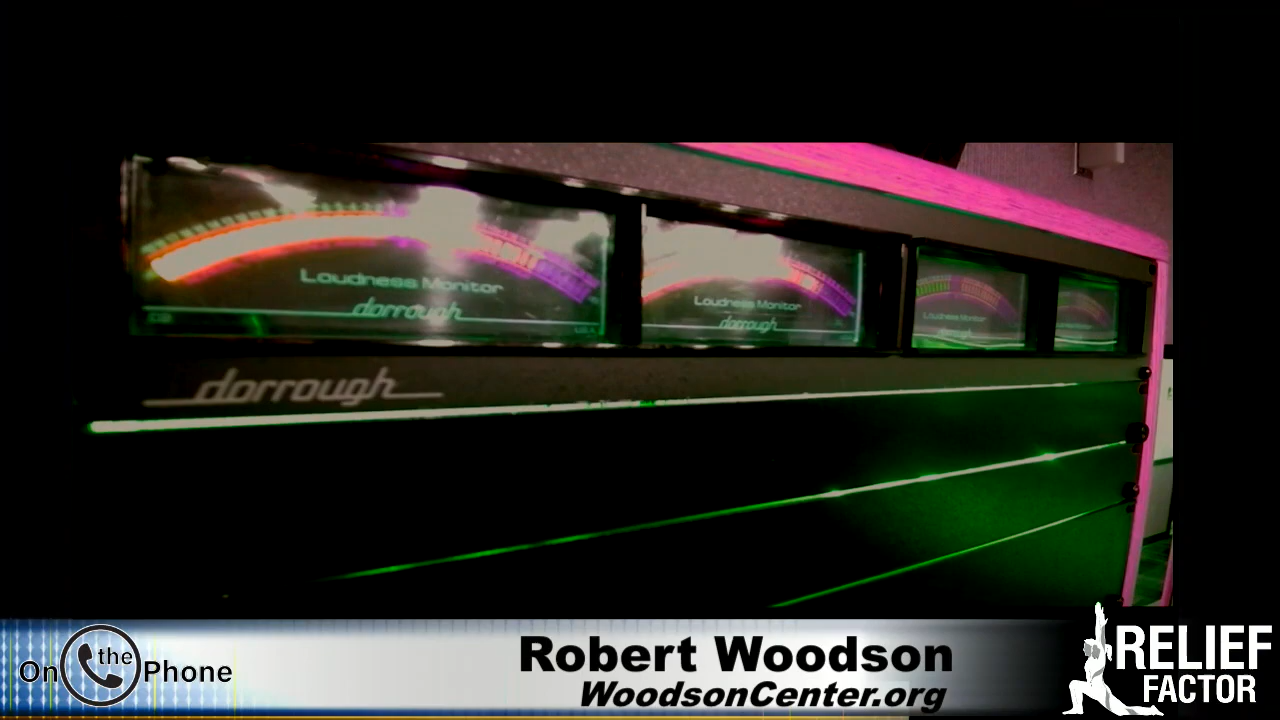 Loudness Monitor
dorrough
Loudness Monitor
dorrough
Loudness Monitor
dorrough
dorrough
On the Phone
Robert Woodson
WoodsonCenter.org
RELIEF
FACTOR